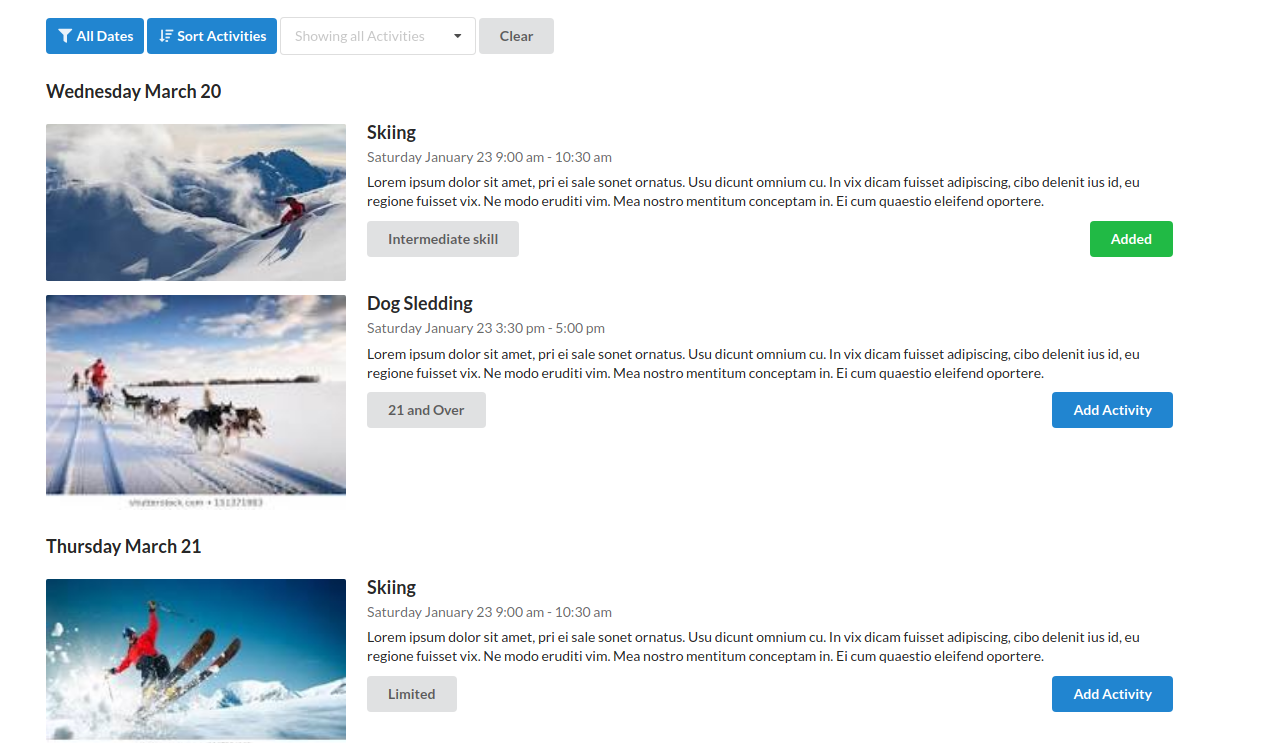 All Dates Sort Activities Showing all Activities Clear
Wednesday March 20
Skiing
Saturday January 23 9:00 am - 10:30 am
Lorem ipsum dolor sit amet, pri ei sale sonet ornatus. Usu dicunt omnium cu. In vix dicam fuisset adipiscing, cibo delenit ius id, eu
regione fuisset vix. Ne modo eruditi vim. Mea nostro mentitum conceptam in. Ei cum quaestio eleifend oportere.
Intermediate skill Added
Dog Sledding
Saturday January 23 3:30 pm - 5:00 pm
Lorem ipsum dolor sit amet, pri ei sale sonet ornatus. Usu dicunt omnium cu. In vix dicam fuisset adipiscing, cibo delenit ius id, eu
regione fuisset vix. Ne modo eruditi vim. Mea nostro mentitum conceptam in. Ei cum quaestio eleifend oportere.
21 and Over Add Activity
shutterstock.com •
Thursday March 21
Skiing
Saturday January 23 9:00 am - 10:30 am
Lorem ipsum dolor sit amet, pri ei sale sonet ornatus. Usu dicunt omnium cu. In vix dicam fuisset adipiscing, cibo delenit ius id, eu
regione fuisset vix. Ne modo eruditi vim. Mea nostro mentitum conceptam in. Ei cum quaestio eleifend oportere.
Limited Add Activity